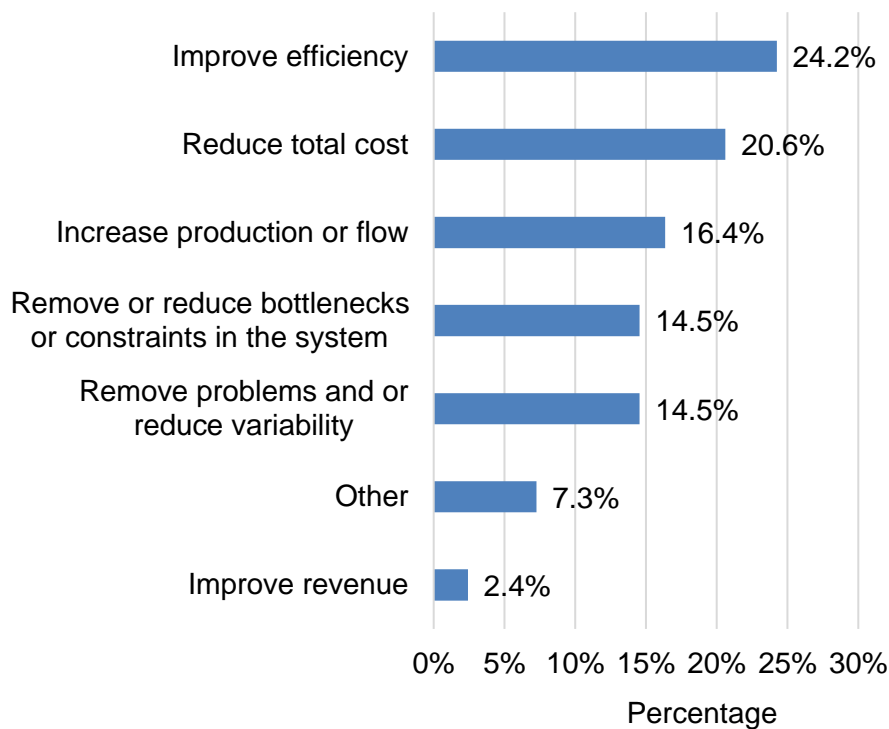 Improve efficiency
24.2%
Reduce total cost
20.6%
Increase production or flow
16.4%
Remove or reduce bottlenecks
or constraints in the system
14.5%
Remove problems and or
reduce variability
14.5%
Other
7.3%
Improve revenue
2.4%
0% 5% 10% 15% 20% 25% 30%
Percentage